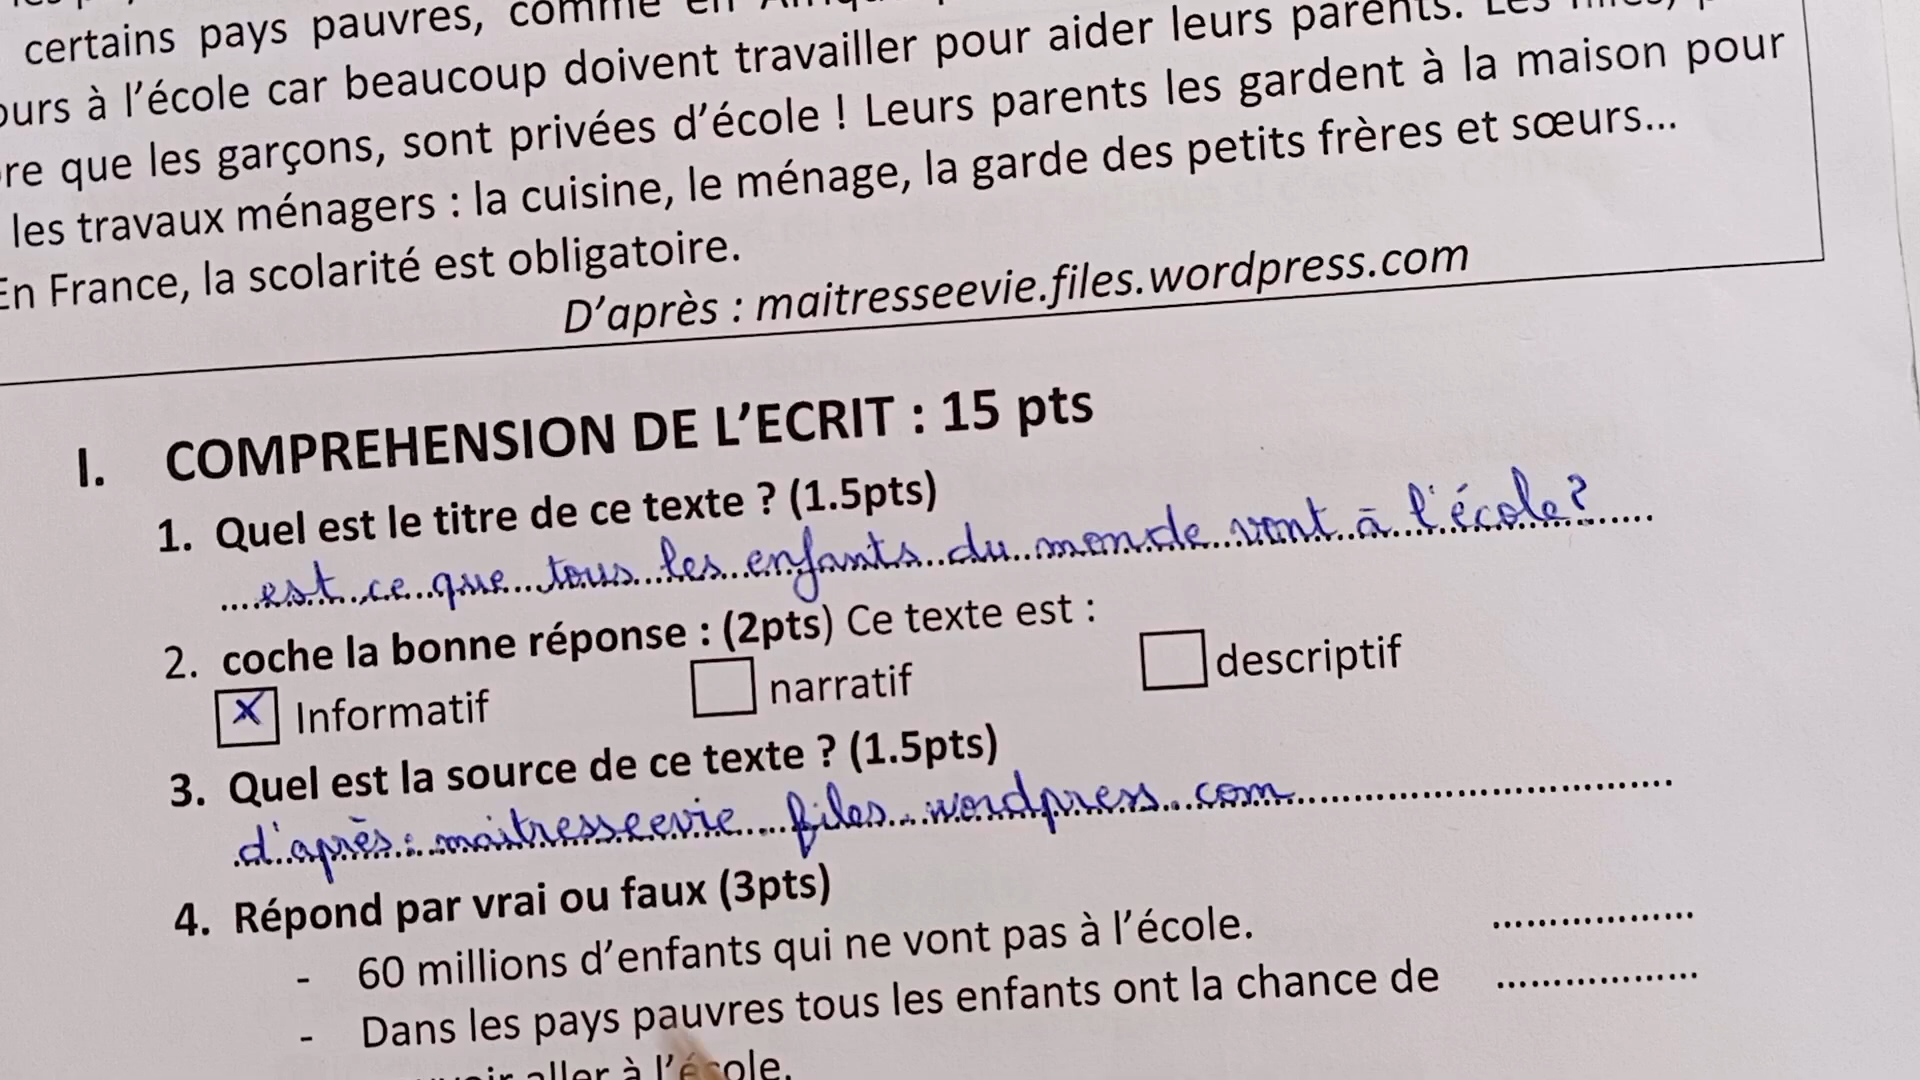 certains pays pauvres, comme en
ours à l'école car beaucoup doivent travailler pour aider leurs parents. Les
re que les garçons, sont privées d'école ! Leurs parents les gardent à la maison pour
les travaux ménagers : la cuisine, le ménage, la garde des petits frères et sœurs...
En France, la scolarité est obligatoire.
D'après : maitresseevie.files.wordpress.com
I. COMPREHENSION DE L'ECRIT : 15 pts
1. Quel est le titre de ce texte ? (1.5pts)
est ce que tous les enfants du monde vont à l'école?
2. coche la bonne réponse : (2pts) Ce texte est :
x Informatif narratif descriptif
3. Quel est la source de ce texte ? (1.5pts)
d'après : maitresseevie. files. wordpress. com
4. Répond par vrai ou faux (3pts)
- 60 millions d'enfants qui ne vont pas à l'école. ..................
- Dans les pays pauvres tous les enfants ont la chance de ..................
aller à l'école.